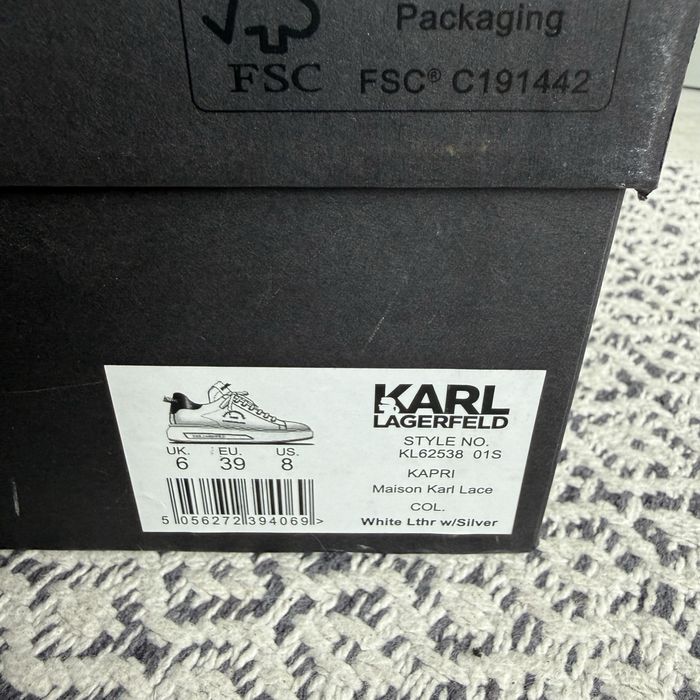 Packaging
FSC
FSC® C191442
KARL
LAGERFELD
STYLE NO.
KL62538 01S
KAPRI
Maison Karl Lace
COL.
White Lthr w/Silver
UK. EU. US.
6 39 8
5 056272 394069 >